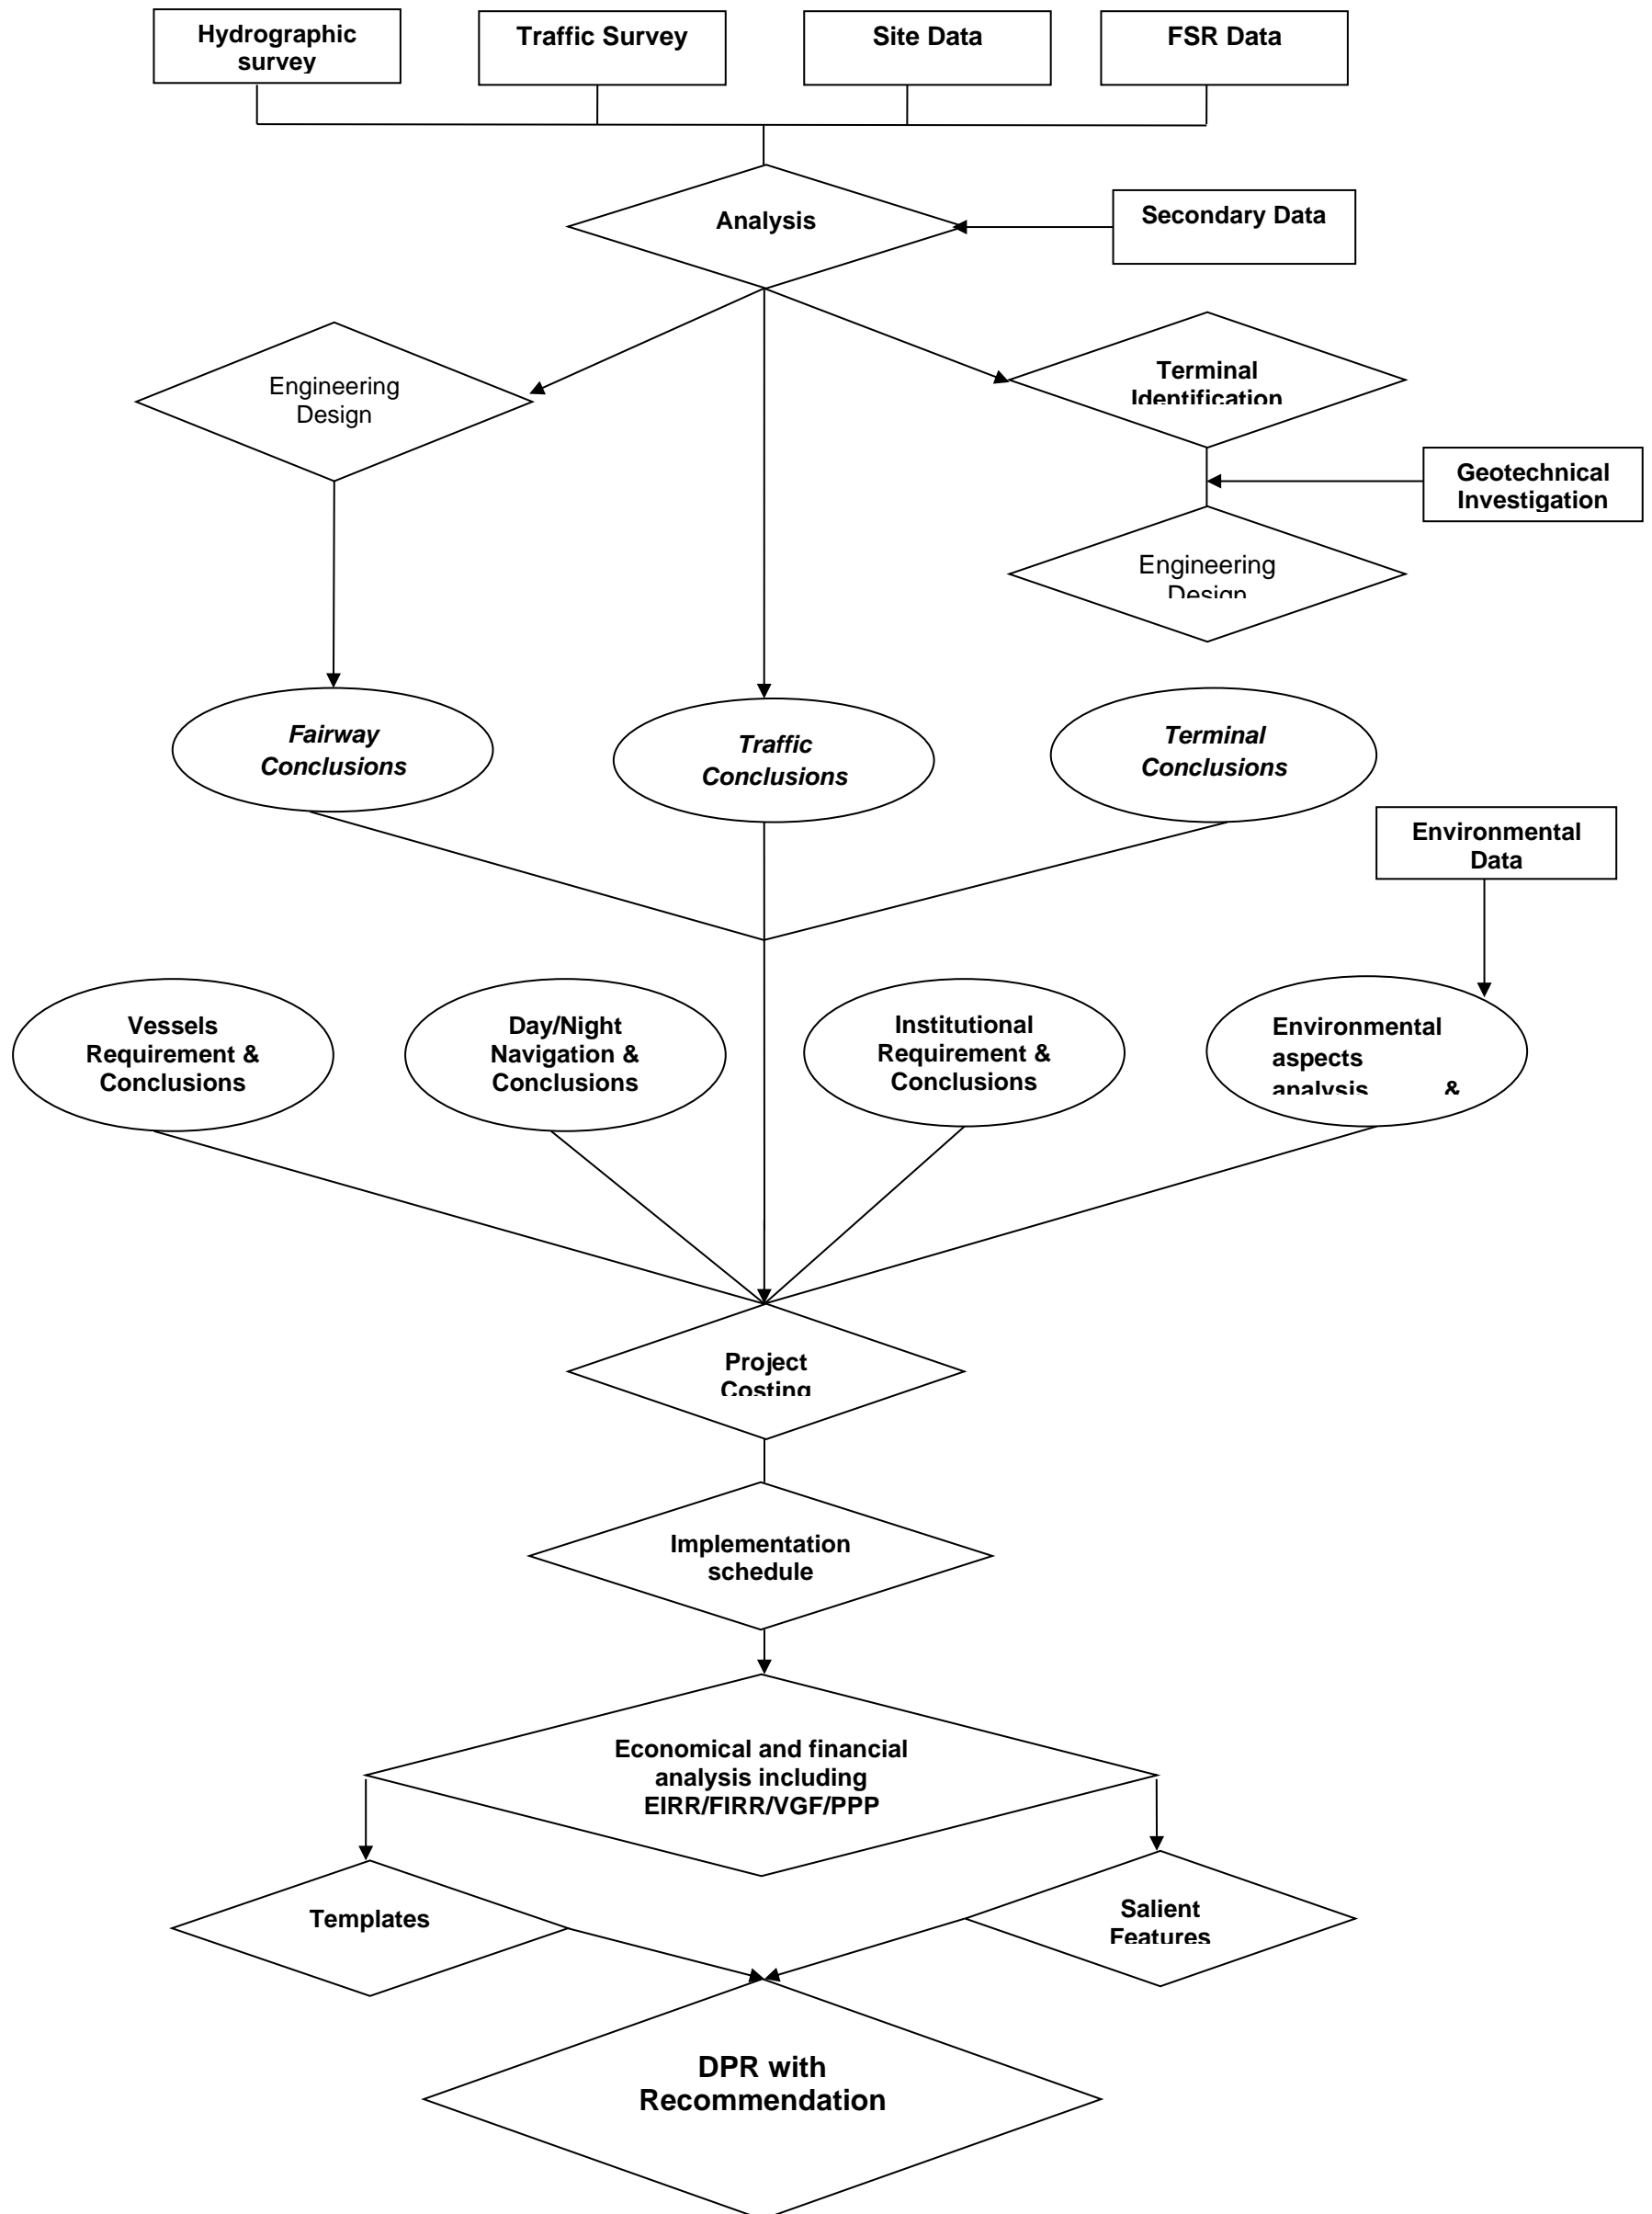 Hydrographic
survey
Traffic Survey
Site Data
FSR Data
Analysis
Secondary Data
Engineering
Design
Terminal
Identification
Geotechnical
Investigation
Engineering
Design
Fairway
Conclusions
Traffic
Conclusions
Terminal
Conclusions
Environmental
Data
Vessels
Requirement &
Conclusions
Day/Night
Navigation &
Conclusions
Institutional
Requirement &
Conclusions
Environmental
aspects
analysis &
Project
Costing
Implementation
schedule
Economical and financial
analysis including
EIRR/FIRR/VGF/PPP
Templates
Salient
Features
DPR with
Recommendation